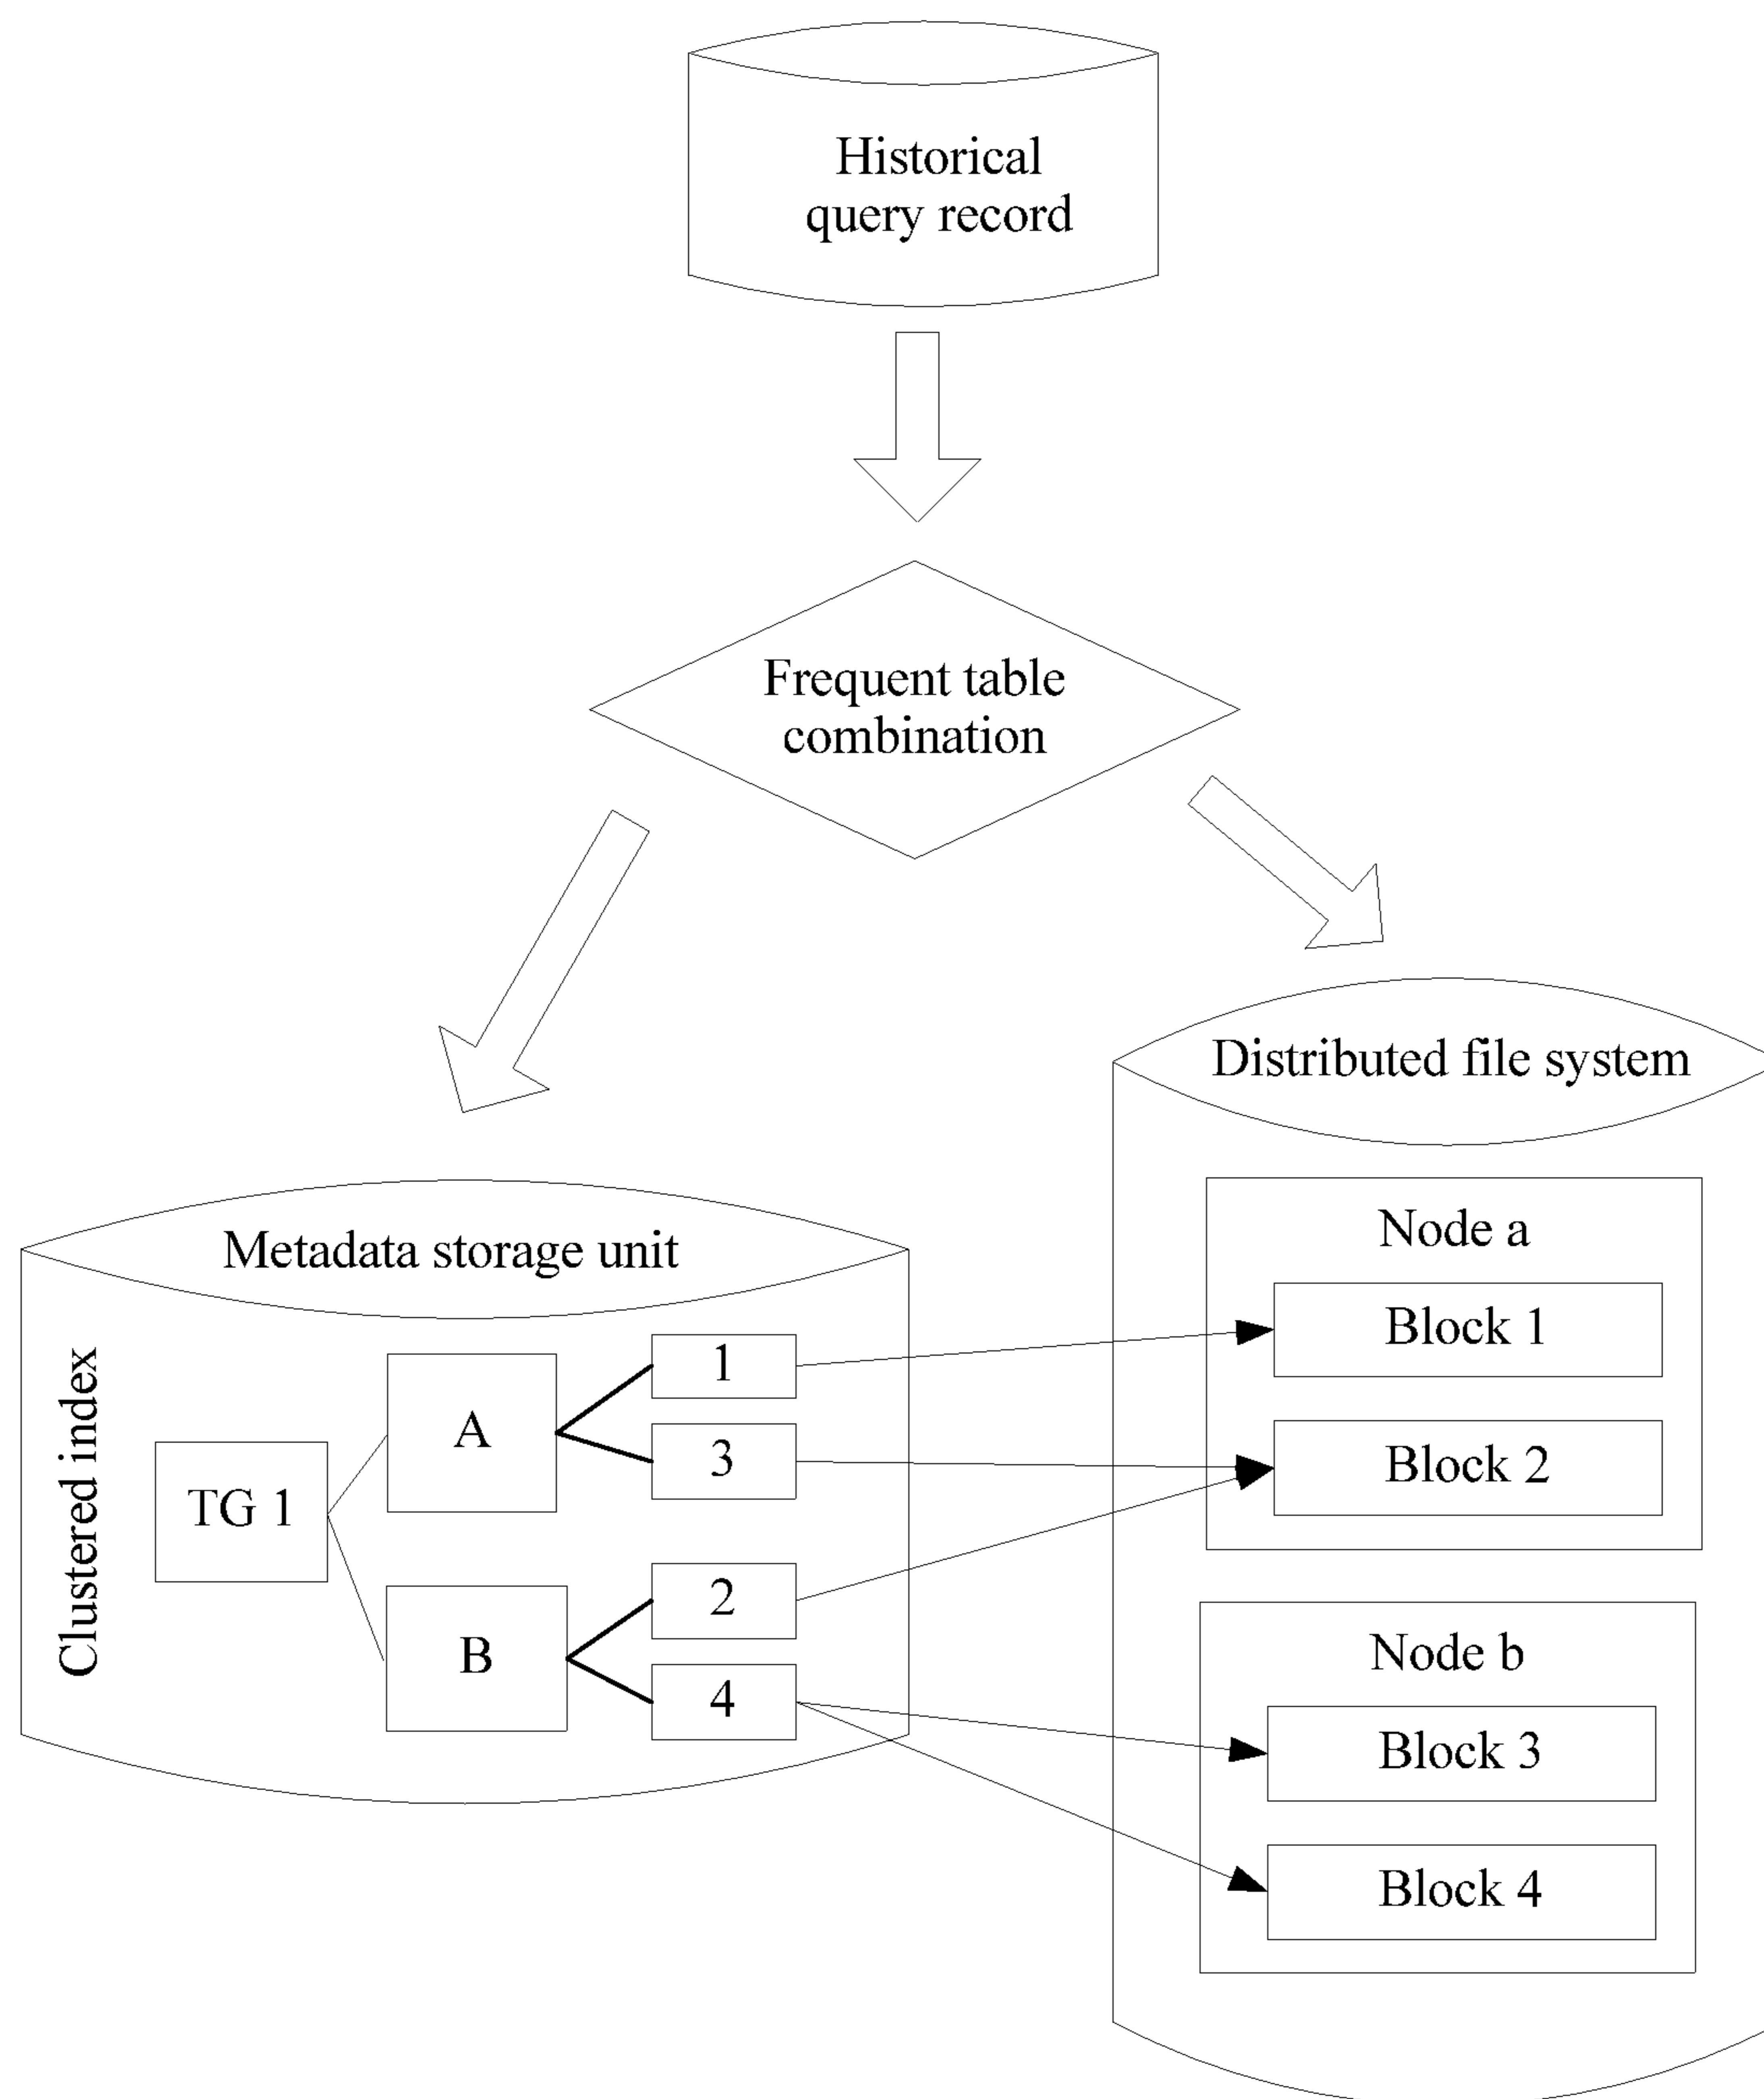 Historical
query record
Frequent table
combination
Distributed file system
Metadata storage unit
Clustered index
TG 1
A
1
3
B
2
4
Node a
Block 1
Block 2
Node b
Block 3
Block 4